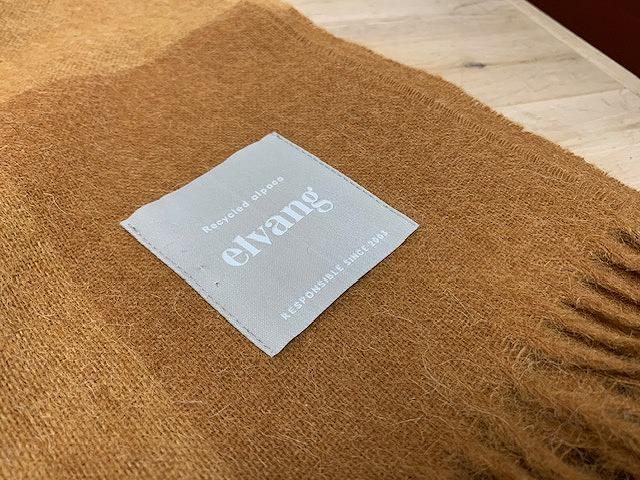 Recycled alpaca
elvang
RESPONSIBLE SINCE 2003